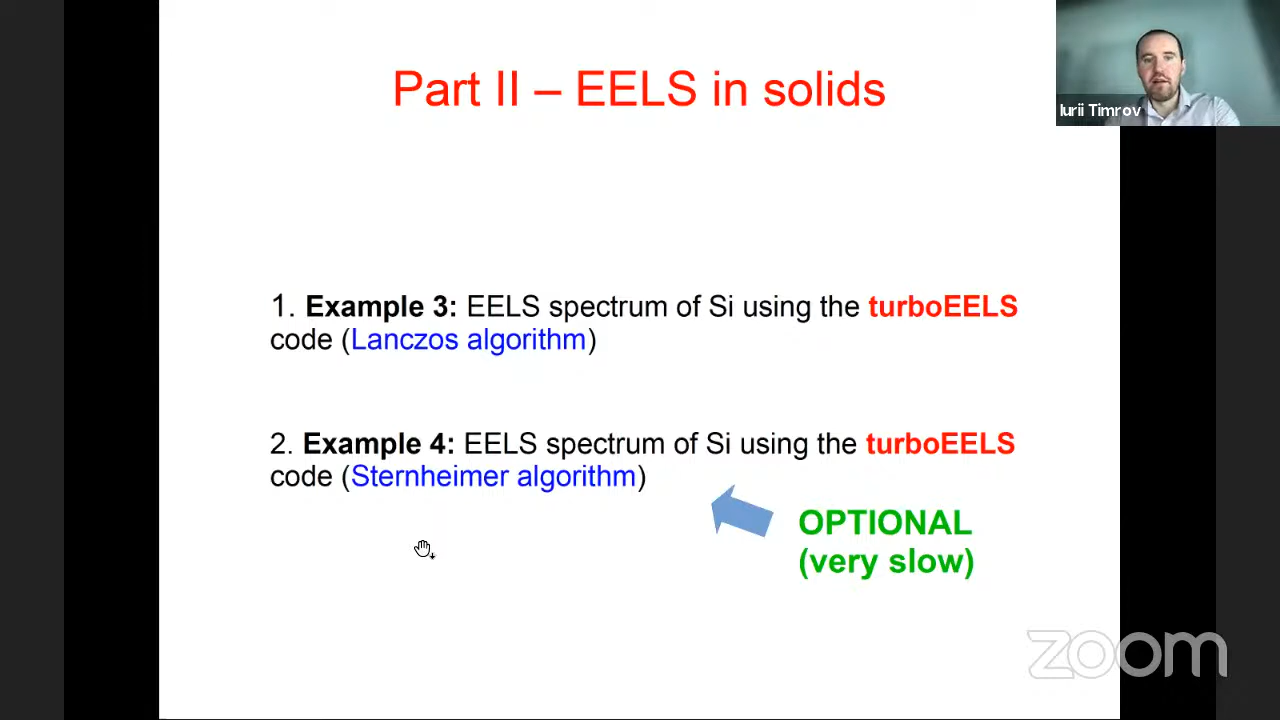 Part II – EELS in solids
Iurii Timrov
1. Example 3: EELS spectrum of Si using the turboEELS
code (Lanczos algorithm)
2. Example 4: EELS spectrum of Si using the turboEELS
code (Sternheimer algorithm)
OPTIONAL
(very slow)
zoom